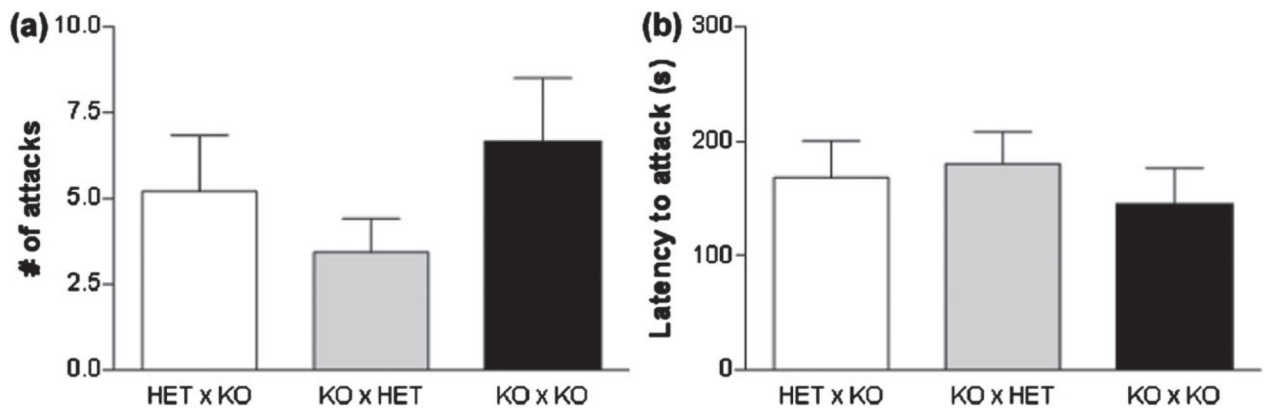 (a)
# of attacks
10.0
7.5
5.0
2.5
0.0
HET x KO
KO x HET
KO x KO
(b)
Latency to attack (s)
300
200
100
0
HET x KO
KO x HET
KO x KO